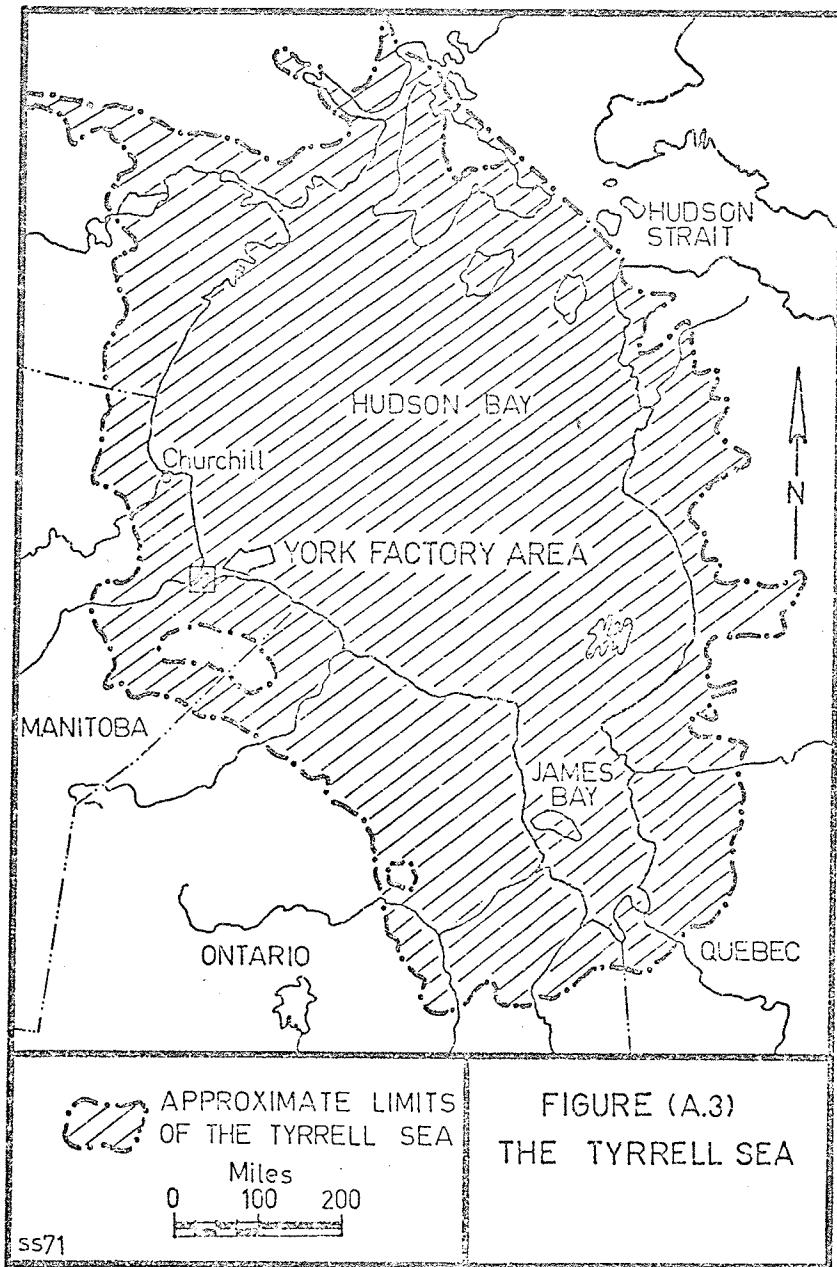 HUDSON
STRAIT
HUDSON BAY
N
Churchill
YORK FACTORY AREA
MANITOBA
JAMES
BAY
ONTARIO
QUEBEC
APPROXIMATE LIMITS
OF THE TYRRELL SEA
Miles
0 100 200
ss71
FIGURE (A.3)
THE TYRRELL SEA